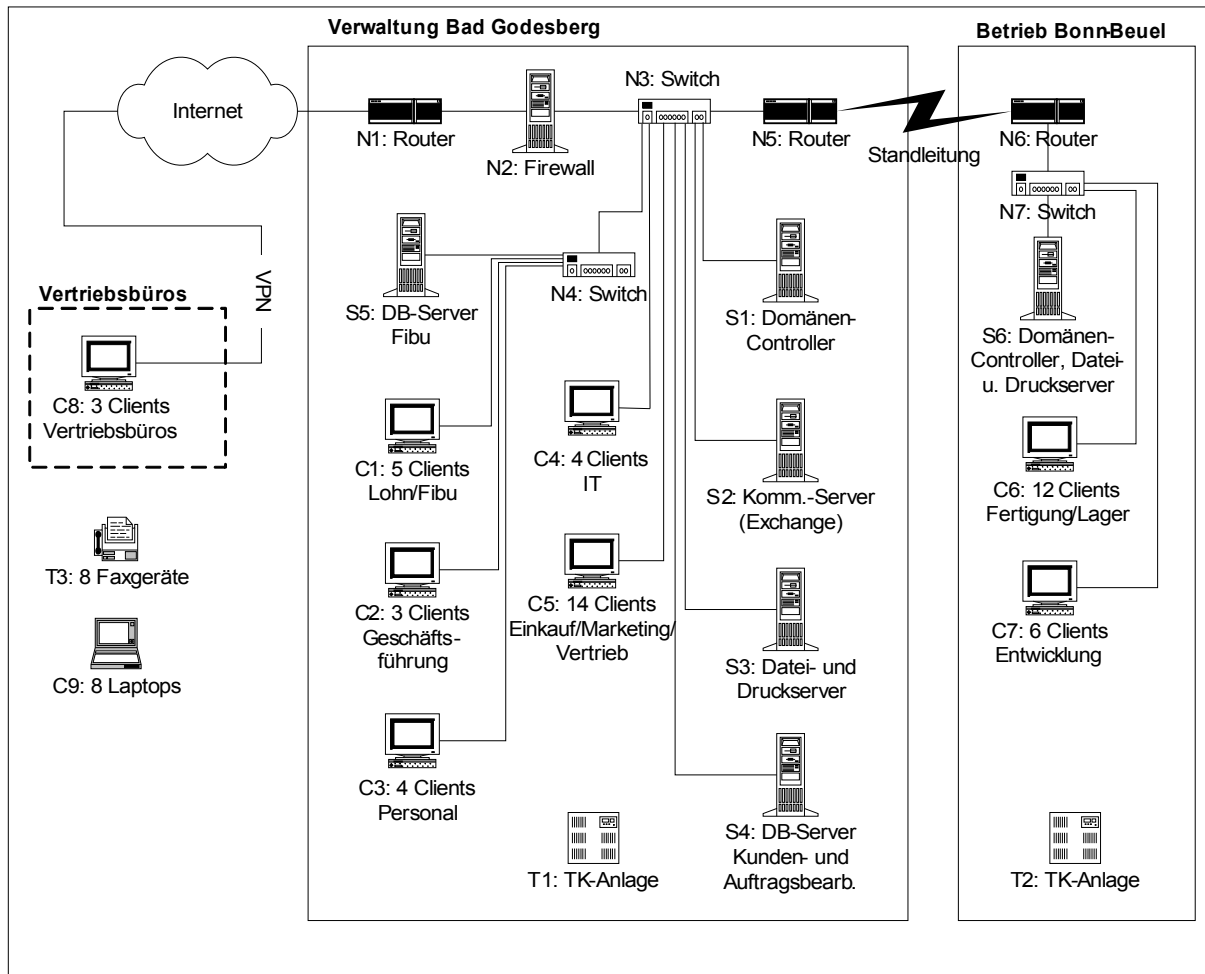 Verwaltung Bad Godesberg
Betrieb Bonn-Beuel
Internet
N1: Router
N2: Firewall
N3: Switch
N5: Router
Standleitung
N6: Router
N7: Switch
VPN
Vertriebsbüros
C8: 3 Clients
Vertriebsbüros
S5: DB-Server
Fibu
N4: Switch
S1: Domänen-
Controller
S6: Domänen-
Controller, Datei-
u. Druckserver
C1: 5 Clients
Lohn/Fibu
C4: 4 Clients
IT
S2: Komm.-Server
(Exchange)
C6: 12 Clients
Fertigung/Lager
T3: 8 Faxgeräte
C2: 3 Clients
Geschäfts-
führung
C5: 14 Clients
Einkauf/Marketing/
Vertrieb
S3: Datei- und
Druckserver
C7: 6 Clients
Entwicklung
C9: 8 Laptops
C3: 4 Clients
Personal
S4: DB-Server
Kunden- und
Auftragsbearb.
T1: TK-Anlage
T2: TK-Anlage